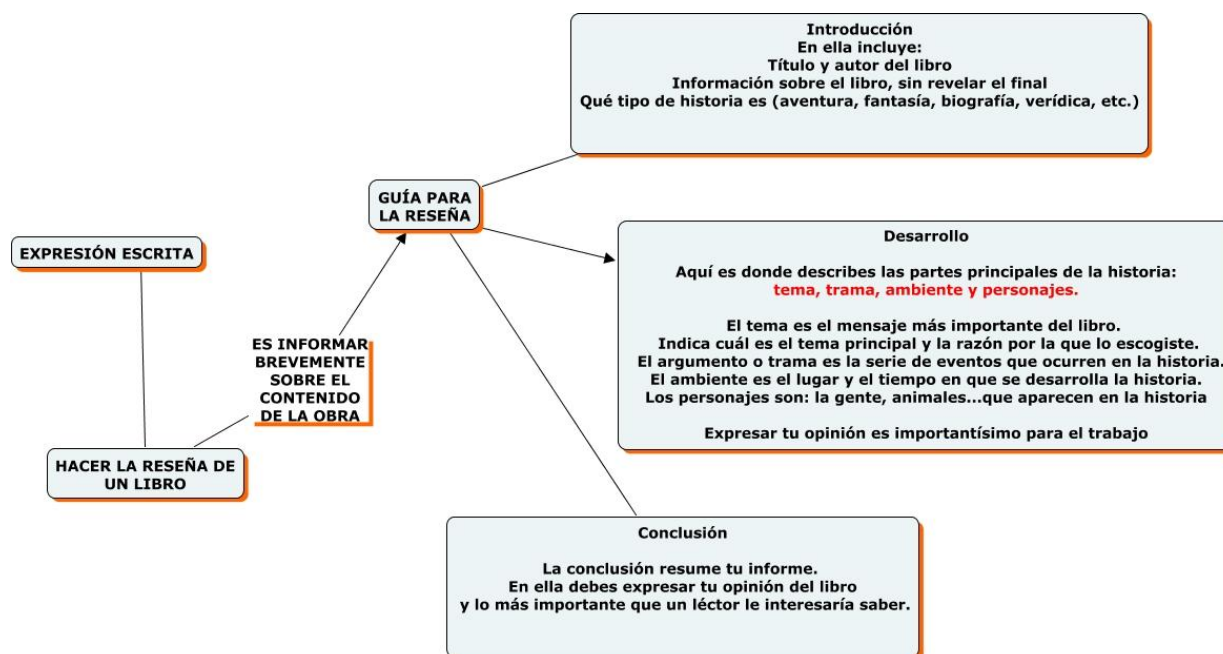 EXPRESIÓN ESCRITA
HACER LA RESEÑA DE
UN LIBRO
ES INFORMAR
BREVEMENTE
SOBRE EL
CONTENIDO
DE LA OBRA
GUÍA PARA
LA RESEÑA
Introducción
En ella incluye:
Título y autor del libro
Información sobre el libro, sin revelar el final
Qué tipo de historia es (aventura, fantasía, biografía, verídica, etc.)
Desarrollo
Aquí es donde describes las partes principales de la historia:
tema, trama, ambiente y personajes.
El tema es el mensaje más importante del libro.
Indica cuál es el tema principal y la razón por la que lo escogiste.
El argumento o trama es la serie de eventos que ocurren en la historia.
El ambiente es el lugar y el tiempo en que se desarrolla la historia.
Los personajes son: la gente, animales...que aparecen en la historia
Expresar tu opinión es importantísimo para el trabajo
Conclusión
La conclusión resume tu informe.
En ella debes expresar tu opinión del libro
y lo más importante que un léctor le interesaría saber.